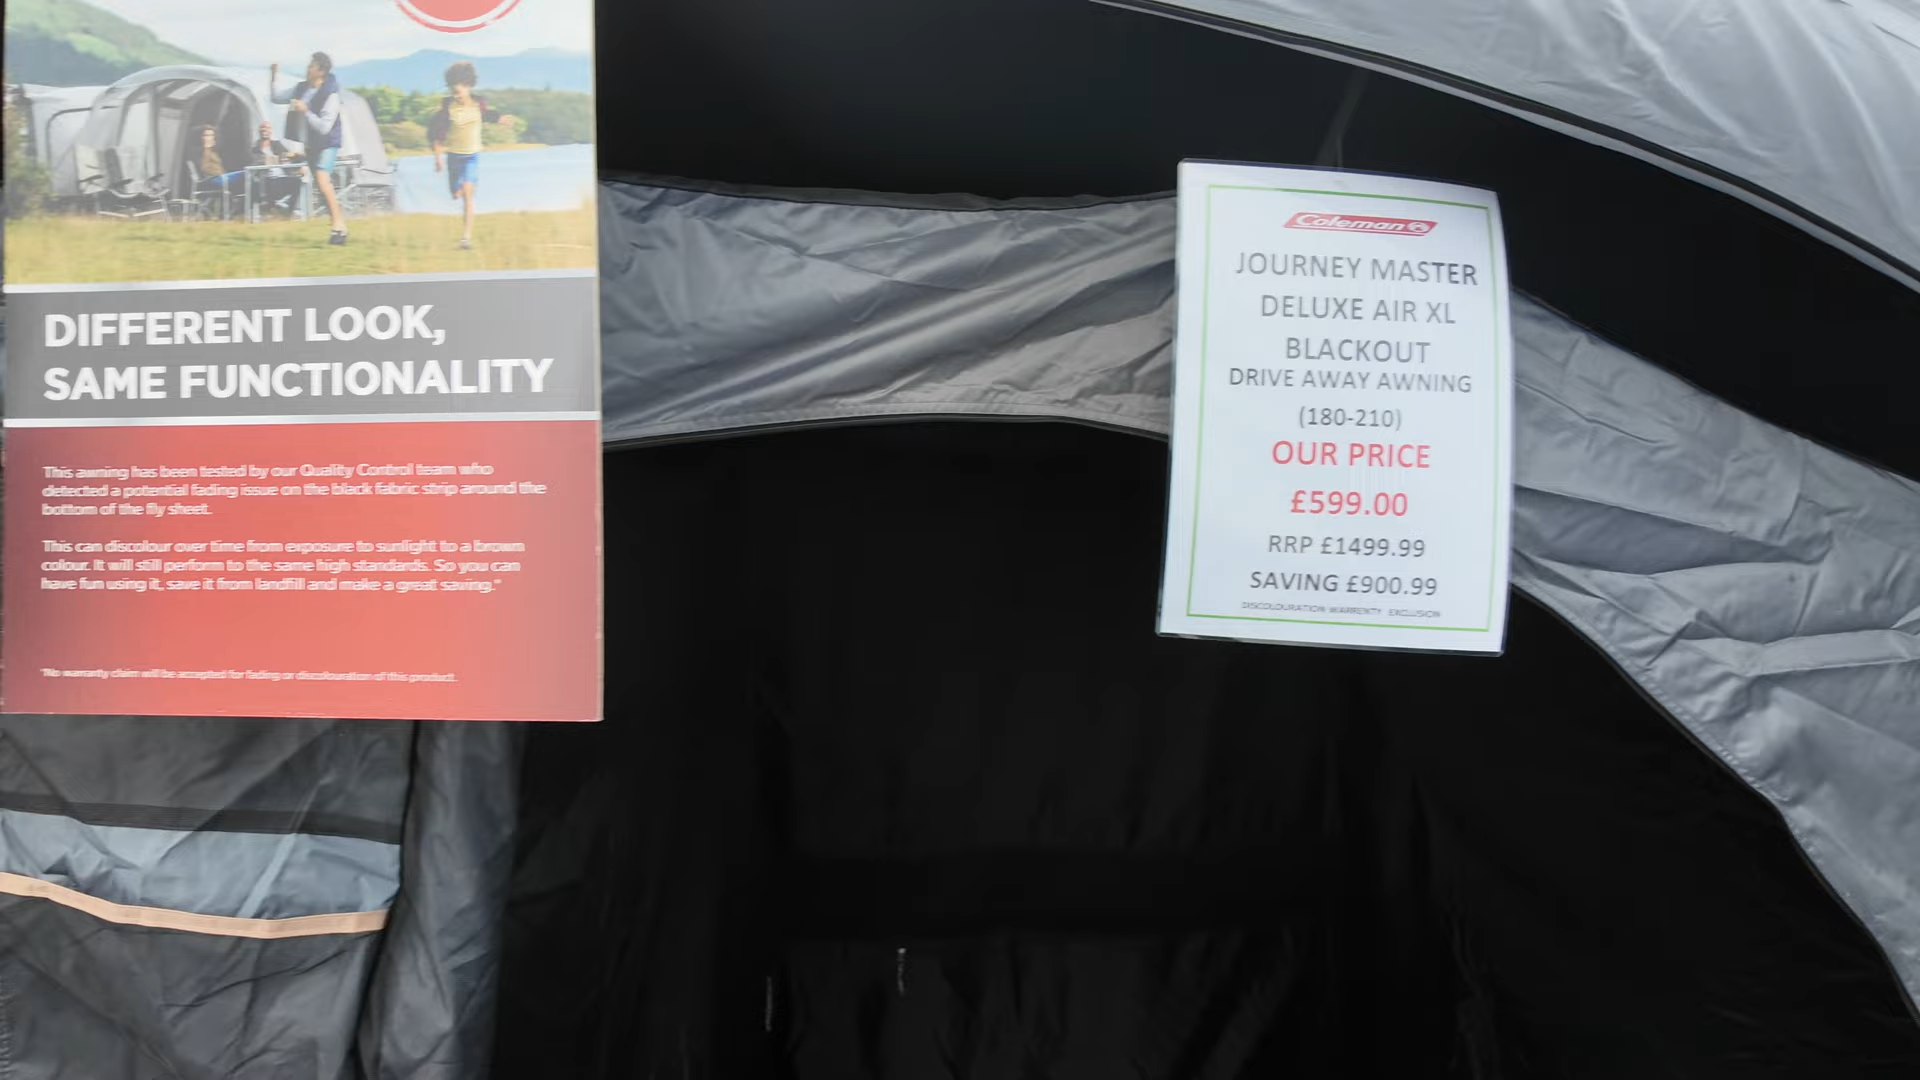 DIFFERENT LOOK,
SAME FUNCTIONALITY
This awning has been tested by our Quality Control team who
detected a potential fading issue on the black fabric strip around the
bottom of the fly sheet.
This can discolour over time from exposure to sunlight to a brown
colour. It will still perform to the same high standards. So you can
have fun using it, save it from landfill and make a great saving.*
*No warranty claim will be accepted for fading or discolouration of this product.
Coleman
JOURNEY MASTER
DELUXE AIR XL
BLACKOUT
DRIVE AWAY AWNING
(180-210)
OUR PRICE
£599.00
RRP £1499.99
SAVING £900.99
DISCOLOURATION WARRENTY EXCLUSION